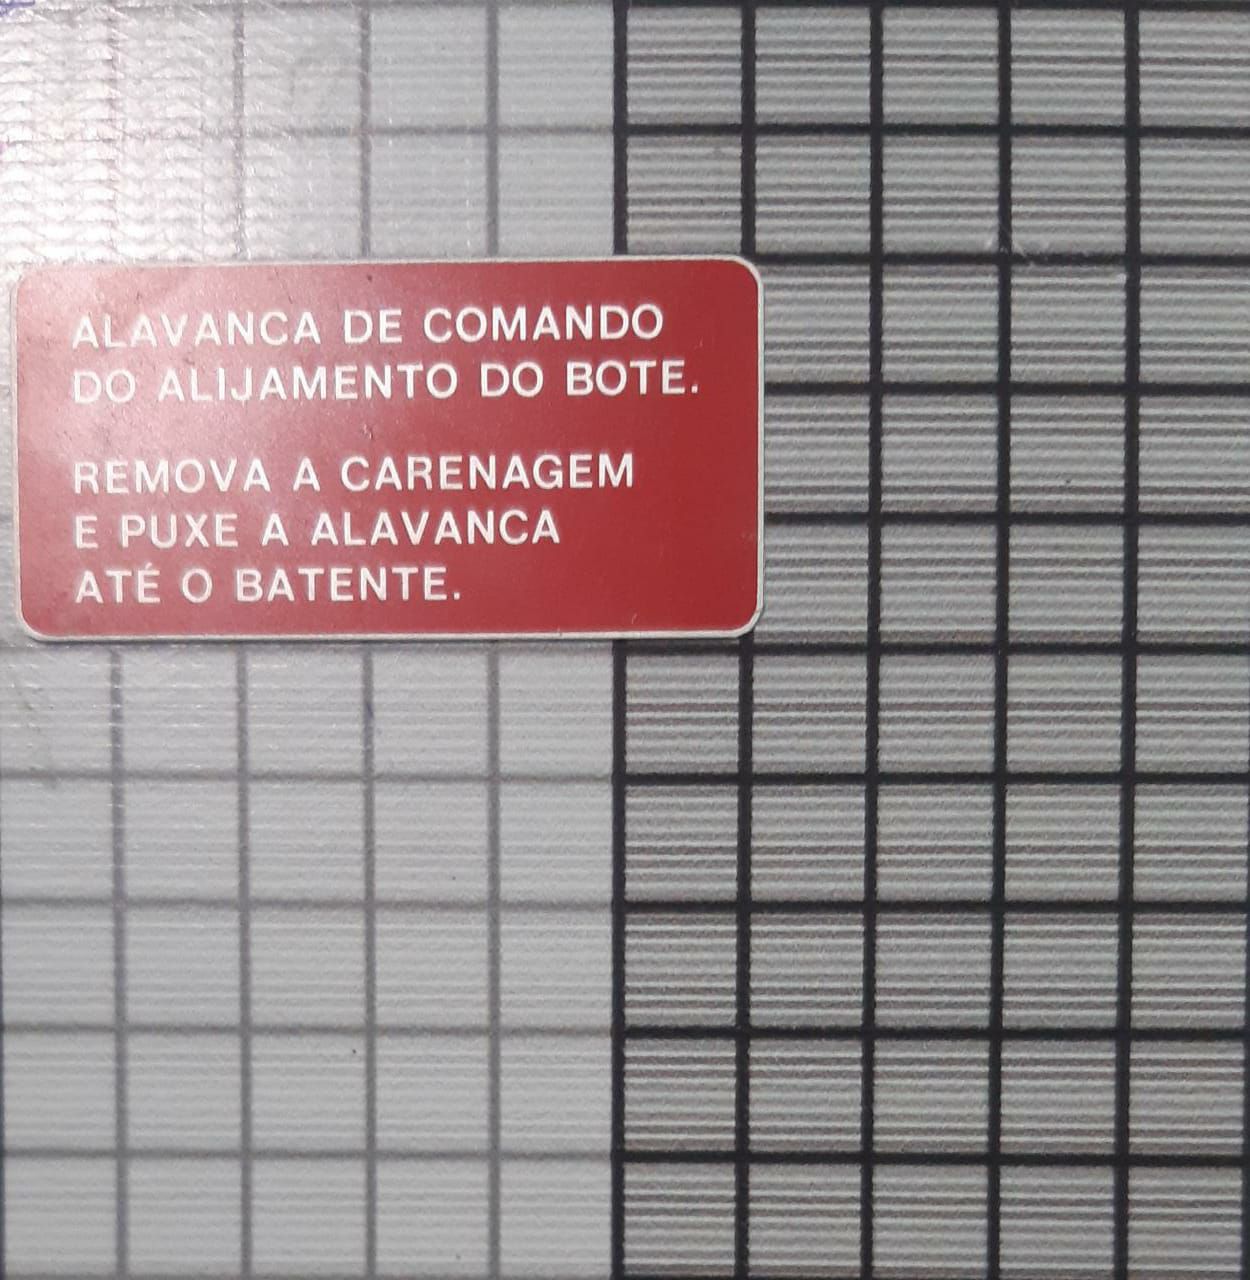 ALAVANCA DE COMANDO
DO ALIJAMENTO DO BOTE.
REMOVA A CARENAGEM
E PUXE A ALAVANCA
ATÉ O BATENTE.